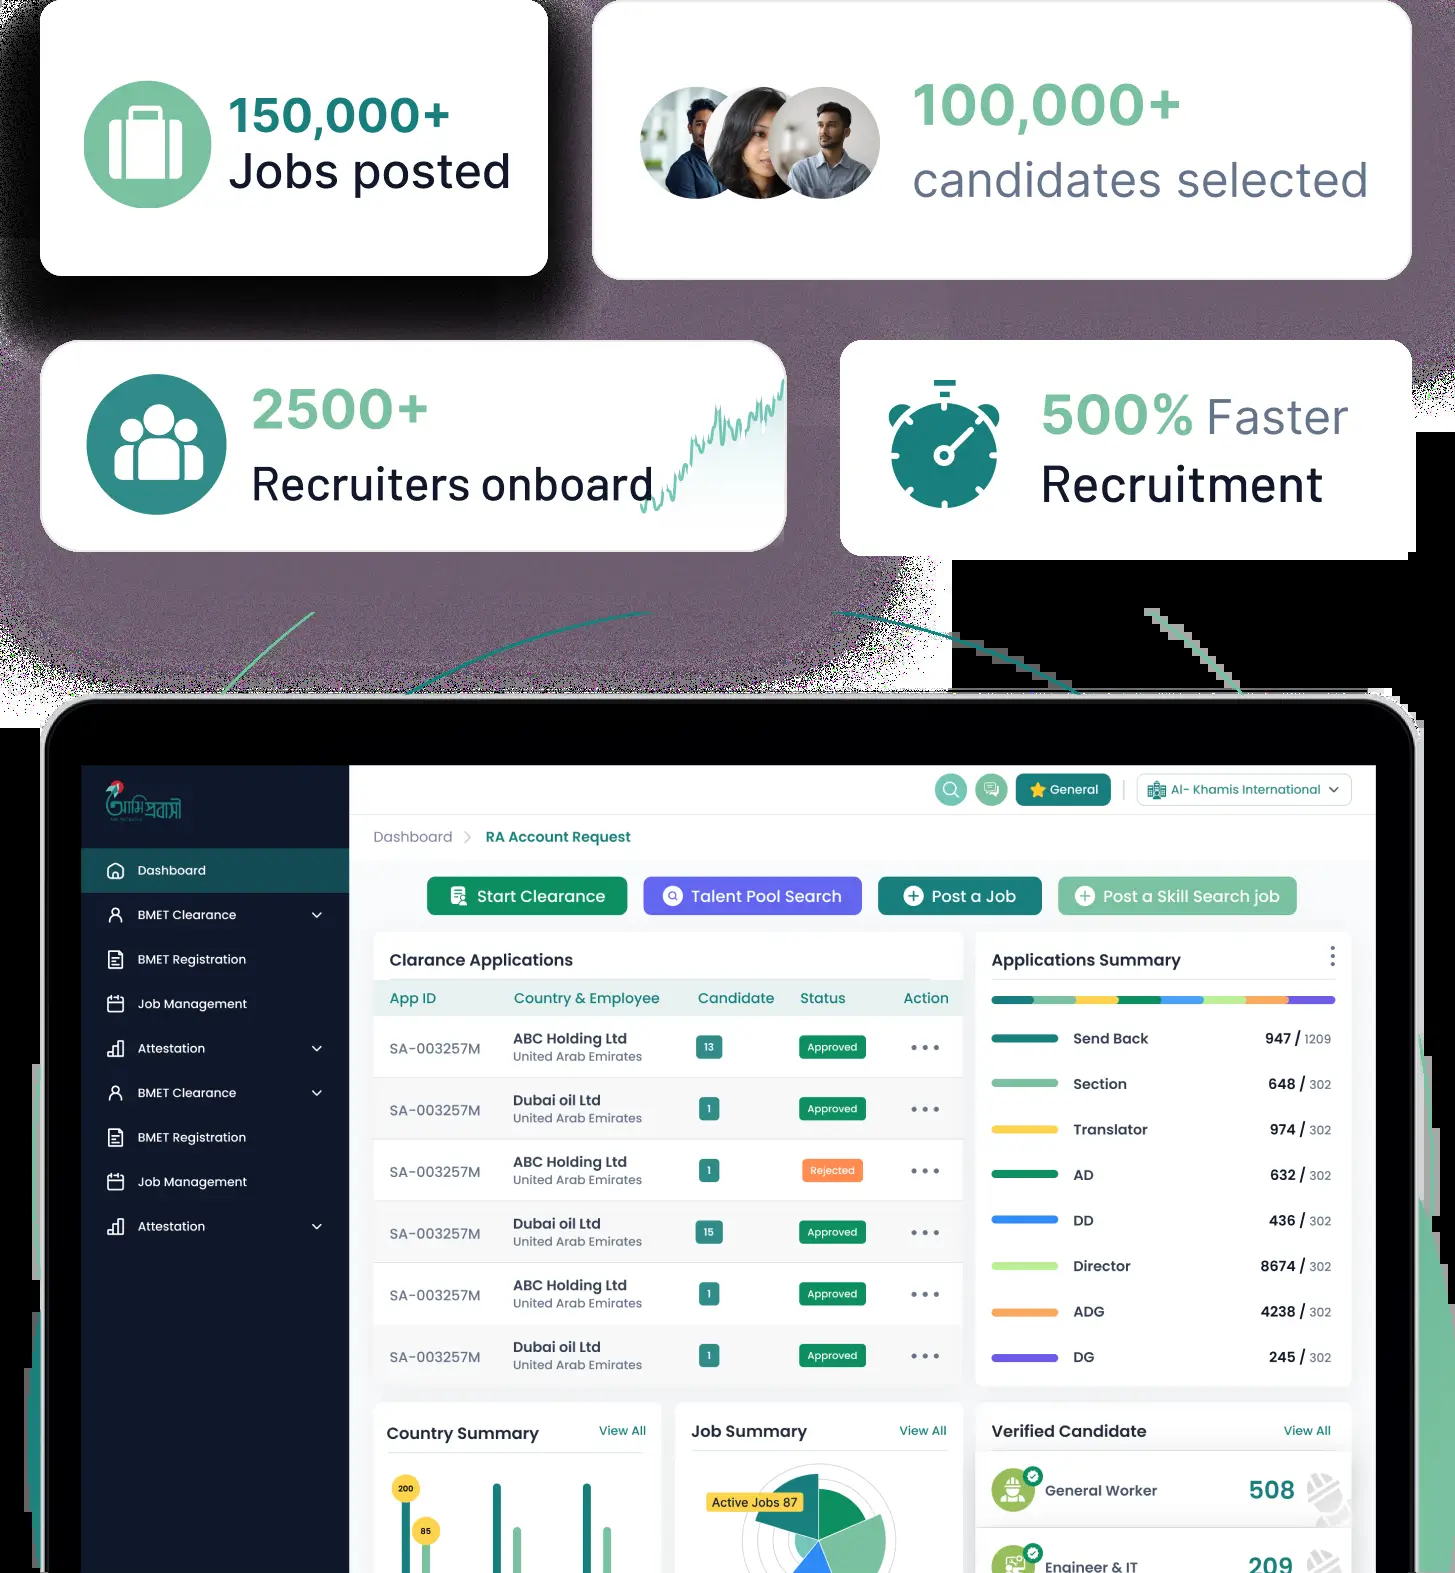 150,000+
Jobs posted
100,000+
candidates selected
2500+
Recruiters onboard
500% Faster
Recruitment
আমি প্রবাসী
General
Al- Khamis International
Dashboard
RA Account Request
Dashboard
BMET Clearance
BMET Registration
Job Management
Attestation
BMET Clearance
BMET Registration
Job Management
Attestation
Start Clearance
Talent Pool Search
Post a Job
Post a Skill Search job
Clarance Applications
App ID Country & Employee Candidate Status Action
SA-003257M ABC Holding Ltd 13 Approved
United Arab Emirates
SA-003257M Dubai oil Ltd 1 Approved
United Arab Emirates
SA-003257M ABC Holding Ltd 1 Rejected
United Arab Emirates
SA-003257M Dubai oil Ltd 15 Approved
United Arab Emirates
SA-003257M ABC Holding Ltd 1 Approved
United Arab Emirates
SA-003257M Dubai oil Ltd 1 Approved
United Arab Emirates
Applications Summary
Send Back 947 / 1209
Section 648 / 302
Translator 974 / 302
AD 632 / 302
DD 436 / 302
Director 8674 / 302
ADG 4238 / 302
DG 245 / 302
Country Summary View All
200
85
Job Summary View All
Active Jobs 87
Verified Candidate View All
General Worker 508
Engineer & IT 209